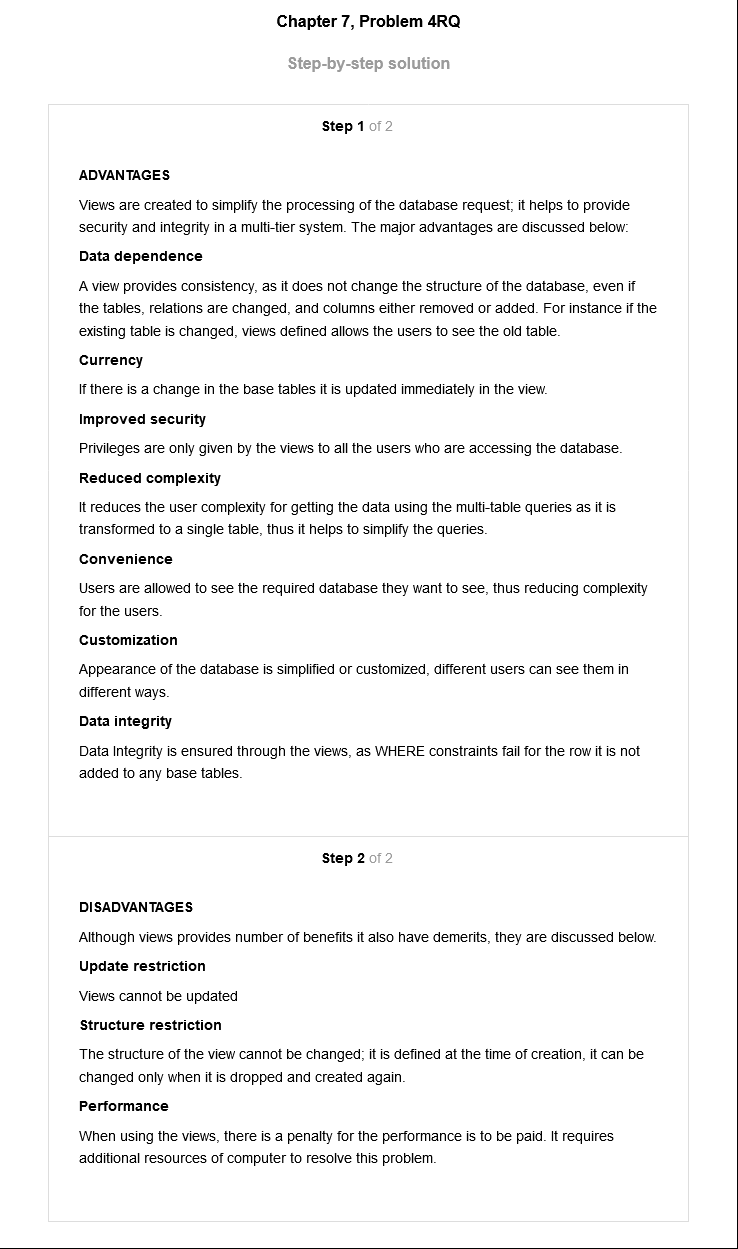 Chapter 7, Problem 4RQ
Step-by-step solution
Step 1 of 2
ADVANTAGES
Views are created to simplify the processing of the database request; it helps to provide
security and integrity in a multi-tier system. The major advantages are discussed below:
Data dependence
A view provides consistency, as it does not change the structure of the database, even if
the tables, relations are changed, and columns either removed or added. For instance if the
existing table is changed, views defined allows the users to see the old table.
Currency
If there is a change in the base tables it is updated immediately in the view.
Improved security
Privileges are only given by the views to all the users who are accessing the database.
Reduced complexity
It reduces the user complexity for getting the data using the multi-table queries as it is
transformed to a single table, thus it helps to simplify the queries.
Convenience
Users are allowed to see the required database they want to see, thus reducing complexity
for the users.
Customization
Appearance of the database is simplified or customized, different users can see them in
different ways.
Data integrity
Data Integrity is ensured through the views, as WHERE constraints fail for the row it is not
added to any base tables.
Step 2 of 2
DISADVANTAGES
Although views provides number of benefits it also have demerits, they are discussed below.
Update restriction
Views cannot be updated
Structure restriction
The structure of the view cannot be changed; it is defined at the time of creation, it can be
changed only when it is dropped and created again.
Performance
When using the views, there is a penalty for the performance is to be paid. It requires
additional resources of computer to resolve this problem.